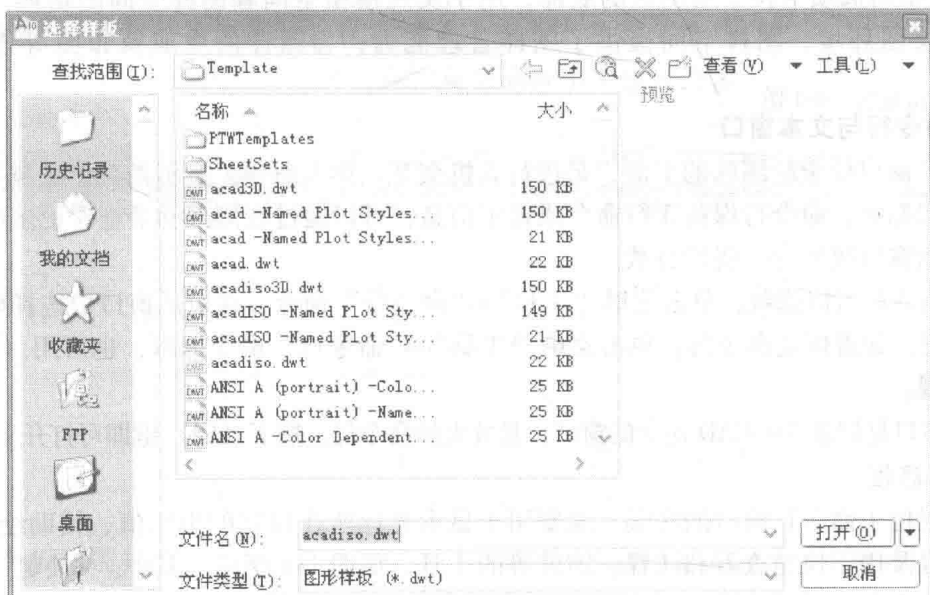 选择样板
查找范围(I): Template 查看(V) 工具(L)
名称 大小 预览
PTWTemplates
SheetSets
acad3D.dwt 150 KB
acad -Named Plot Styles... 150 KB
acad -Named Plot Styles... 21 KB
acad.dwt 22 KB
acadiso3D.dwt 150 KB
acadISO -Named Plot Sty... 149 KB
acadISO -Named Plot Sty... 21 KB
acadiso.dwt 22 KB
ANSI A (portrait) -Colo... 25 KB
ANSI A (portrait) -Name... 25 KB
ANSI A -Color Dependent... 25 KB
历史记录
我的文档
收藏夹
FTP
桌面
文件名(N): acadiso.dwt 打开(O)
文件类型(T): 图形样板 (*.dwt) 取消